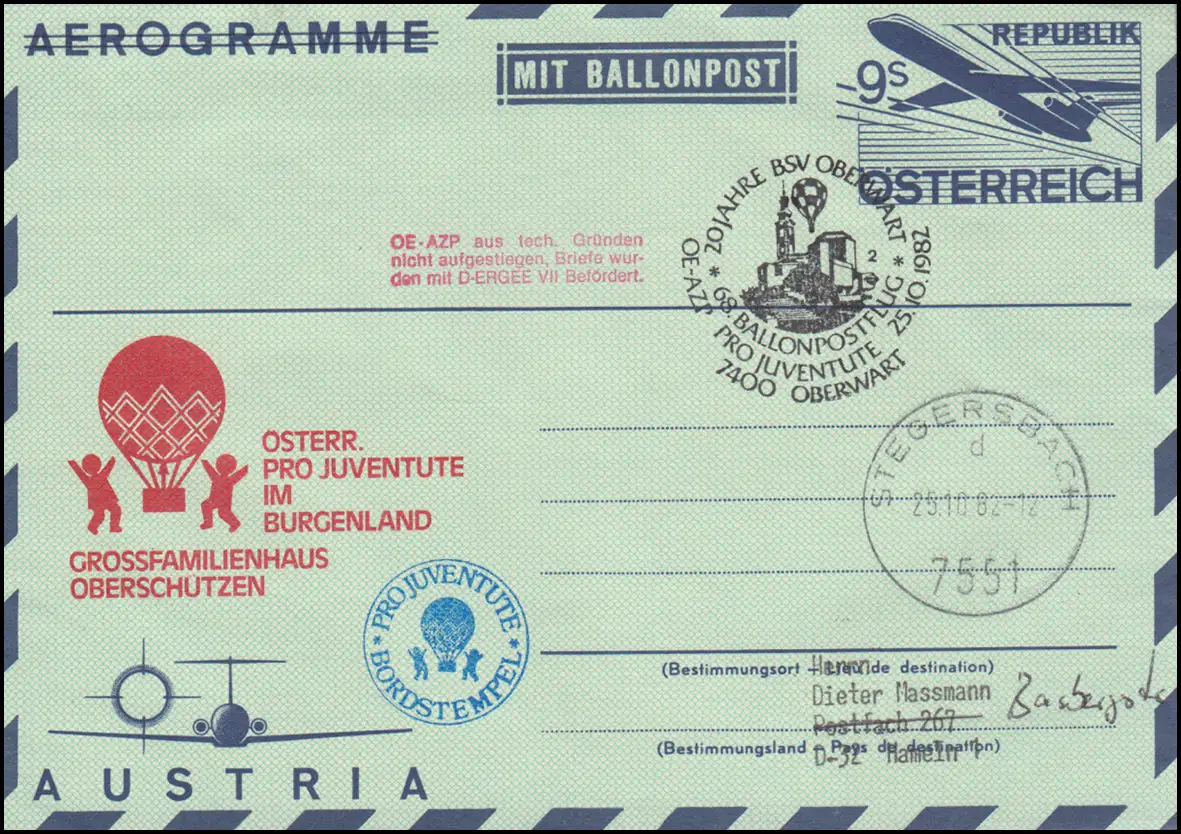 AEROGRAMME
MIT BALLONPOST
REPUBLIK
9S
ÖSTERREICH
20 JAHRE BSV OBERWART
* 68. BALLONPOSTFLUG *
OE-AZP PRO JUVENTUTE 25.10.1982
7400 OBERWART
2
OE-AZP aus tech. Gründen
nicht aufgestiegen, Briefe wur-
den mit D-ERGEE VII Befördert.
ÖSTERR.
PRO JUVENTUTE
IM
BURGENLAND
GROSSFAMILIENHAUS
OBERSCHÜTZEN
STEGERSBACH
d
25.10.82-12
7551
* PRO JUVENTUTE *
BORDSTEMPEL
(Bestimmungsort – Lieu de destination)
Herrn
Dieter Massmann
Postfach 267
(Bestimmungsland – Pays de destination)
D-32 Hameln 1
AUSTRIA